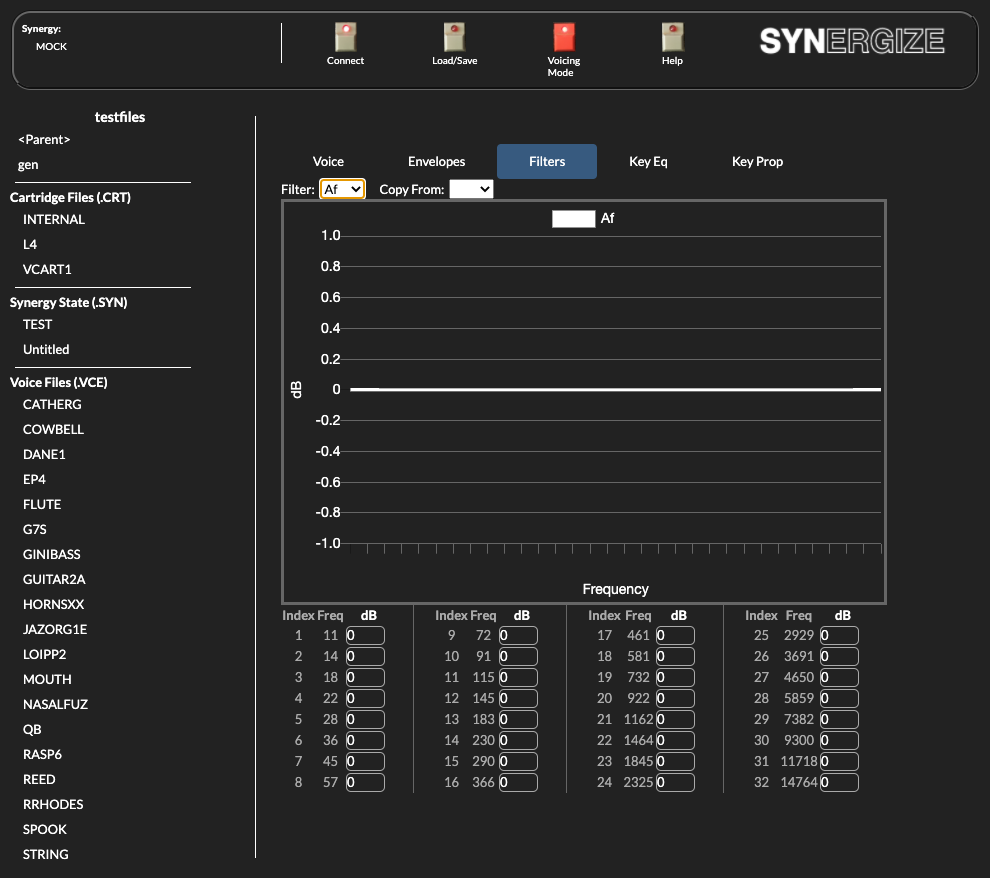 Synergy:
MOCK
Connect
Load/Save
Voicing
Mode
Help
SYNERGIZE
testfiles
<Parent>
gen
Cartridge Files (.CRT)
INTERNAL
L4
VCART1
Synergy State (.SYN)
TEST
Untitled
Voice Files (.VCE)
CATHERG
COWBELL
DANE1
EP4
FLUTE
G7S
GINIBASS
GUITAR2A
HORNSXX
JAZORG1E
LOIPP2
MOUTH
NASALFUZ
QB
RASP6
REED
RRHODES
SPOOK
STRING
Voice Envelopes Filters Key Eq Key Prop
Filter: Af Copy From:
Af
1.0
0.8
0.6
0.4
0.2
0
-0.2
-0.4
-0.6
-0.8
-1.0
dB
Frequency
Index Freq dB Index Freq dB Index Freq dB Index Freq dB
1 11 0 9 72 0 17 461 0 25 2929 0
2 14 0 10 91 0 18 581 0 26 3691 0
3 18 0 11 115 0 19 732 0 27 4650 0
4 22 0 12 145 0 20 922 0 28 5859 0
5 28 0 13 183 0 21 1162 0 29 7382 0
6 36 0 14 230 0 22 1464 0 30 9300 0
7 45 0 15 290 0 23 1845 0 31 11718 0
8 57 0 16 366 0 24 2325 0 32 14764 0